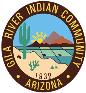 GILA RIVER INDIAN COMMUNITY
1939
ARIZONA